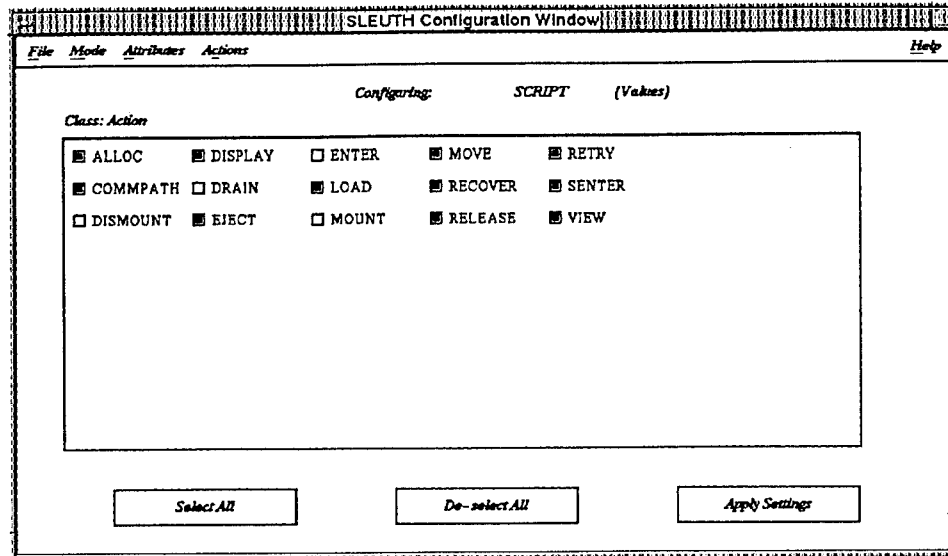 SLEUTH Configuration Window
File Mode Attributes Actions Help
Configuring: SCRIPT (Values)
Class: Action
ALLOC DISPLAY ENTER MOVE RETRY
COMMPATH DRAIN LOAD RECOVER SENTER
DISMOUNT EJECT MOUNT RELEASE VIEW
Select All De-select All Apply Settings